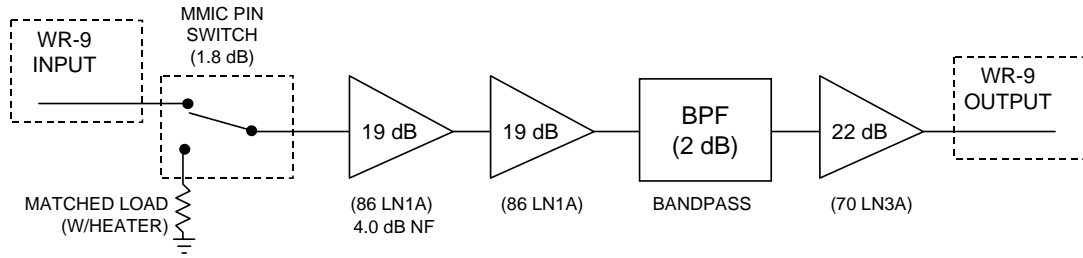 MMIC PIN
SWITCH
(1.8 dB)
WR-9
INPUT
WR-9
OUTPUT
19 dB
19 dB
BPF
(2 dB)
22 dB
MATCHED LOAD
(W/HEATER)
(86 LN1A)
4.0 dB NF
(86 LN1A)
BANDPASS
(70 LN3A)